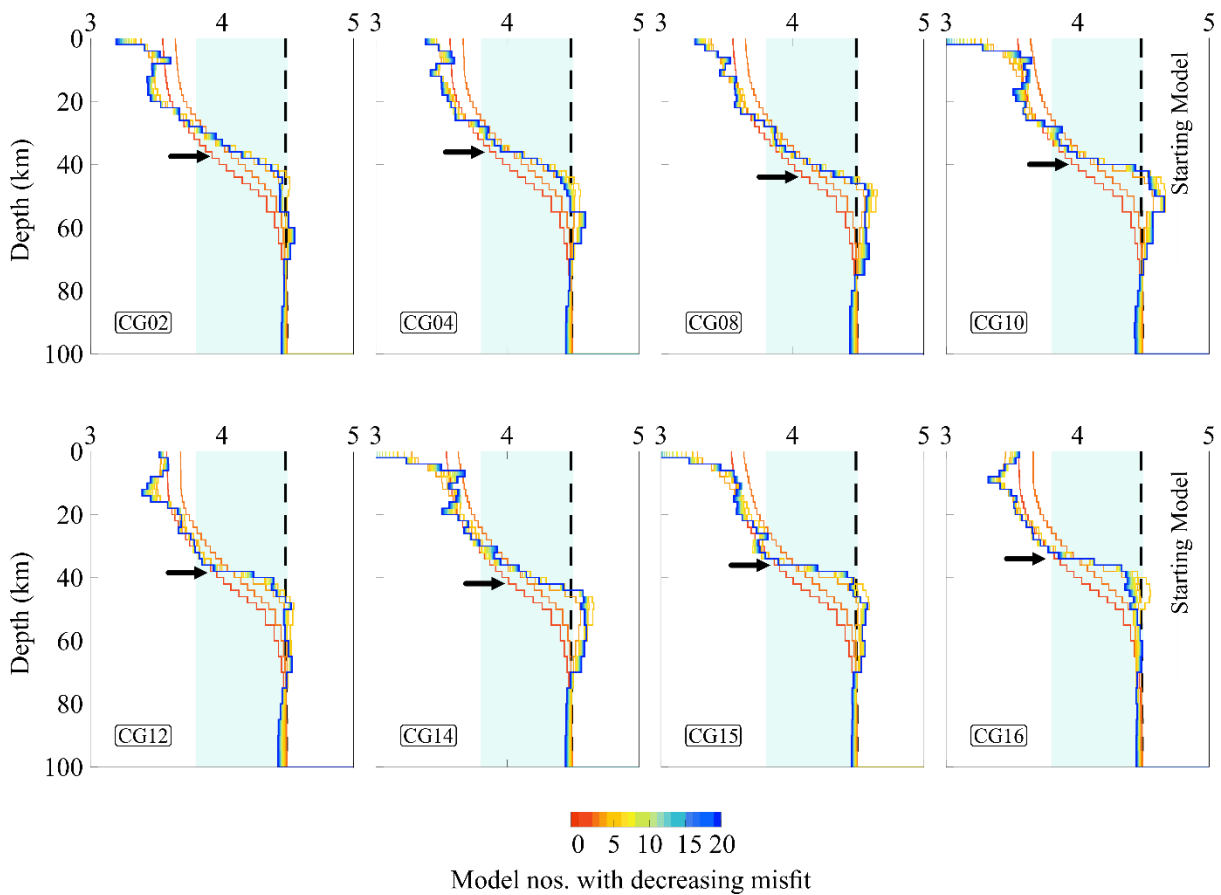 3 4 5 3 4 5 3 4 5 3 4 5
0
20
40
60
80
100
Depth (km)
CG02
CG04
CG08
CG10
Starting Model
3 4 5 3 4 5 3 4 5 3 4 5
0
20
40
60
80
100
Depth (km)
CG12
CG14
CG15
CG16
Starting Model
0 5 10 15 20
Model nos. with decreasing misfit